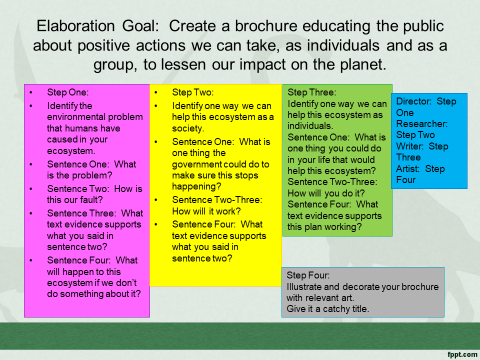 Elaboration Goal:  Create a brochure educating the public
about positive actions we can take, as individuals and as a
group, to lessen our impact on the planet.
• Step One:
• Identify the
environmental problem
that humans have
caused in your
ecosystem.
• Sentence One:  What
is the problem?
• Sentence Two:  How is
this our fault?
• Sentence Three:  What
text evidence supports
what you said in
sentence two?
• Sentence Four:  What
will happen to this
ecosystem if we don't
do something about it?
• Step Two:
• Identify one way we can
help this ecosystem as a
society.
• Sentence One:  What is
one thing the
government could do to
make sure this stops
happening?
• Sentence Two-Three:
How will it work?
• Sentence Four:  What
text evidence supports
what you said in
sentence two?
Step Three:
Identify one way we can
help this ecosystem as
individuals.
Sentence One:  What is
one thing you could do
in your life that would
help this ecosystem?
Sentence Two-Three:
How will you do it?
Sentence Four:  What
text evidence supports
this plan working?
Director:  Step
One
Researcher:
Step Two
Writer:  Step
Three
Artist:  Step
Four
Step Four:
Illustrate and decorate your brochure
with relevant art.
Give it a catchy title.
fppt.com